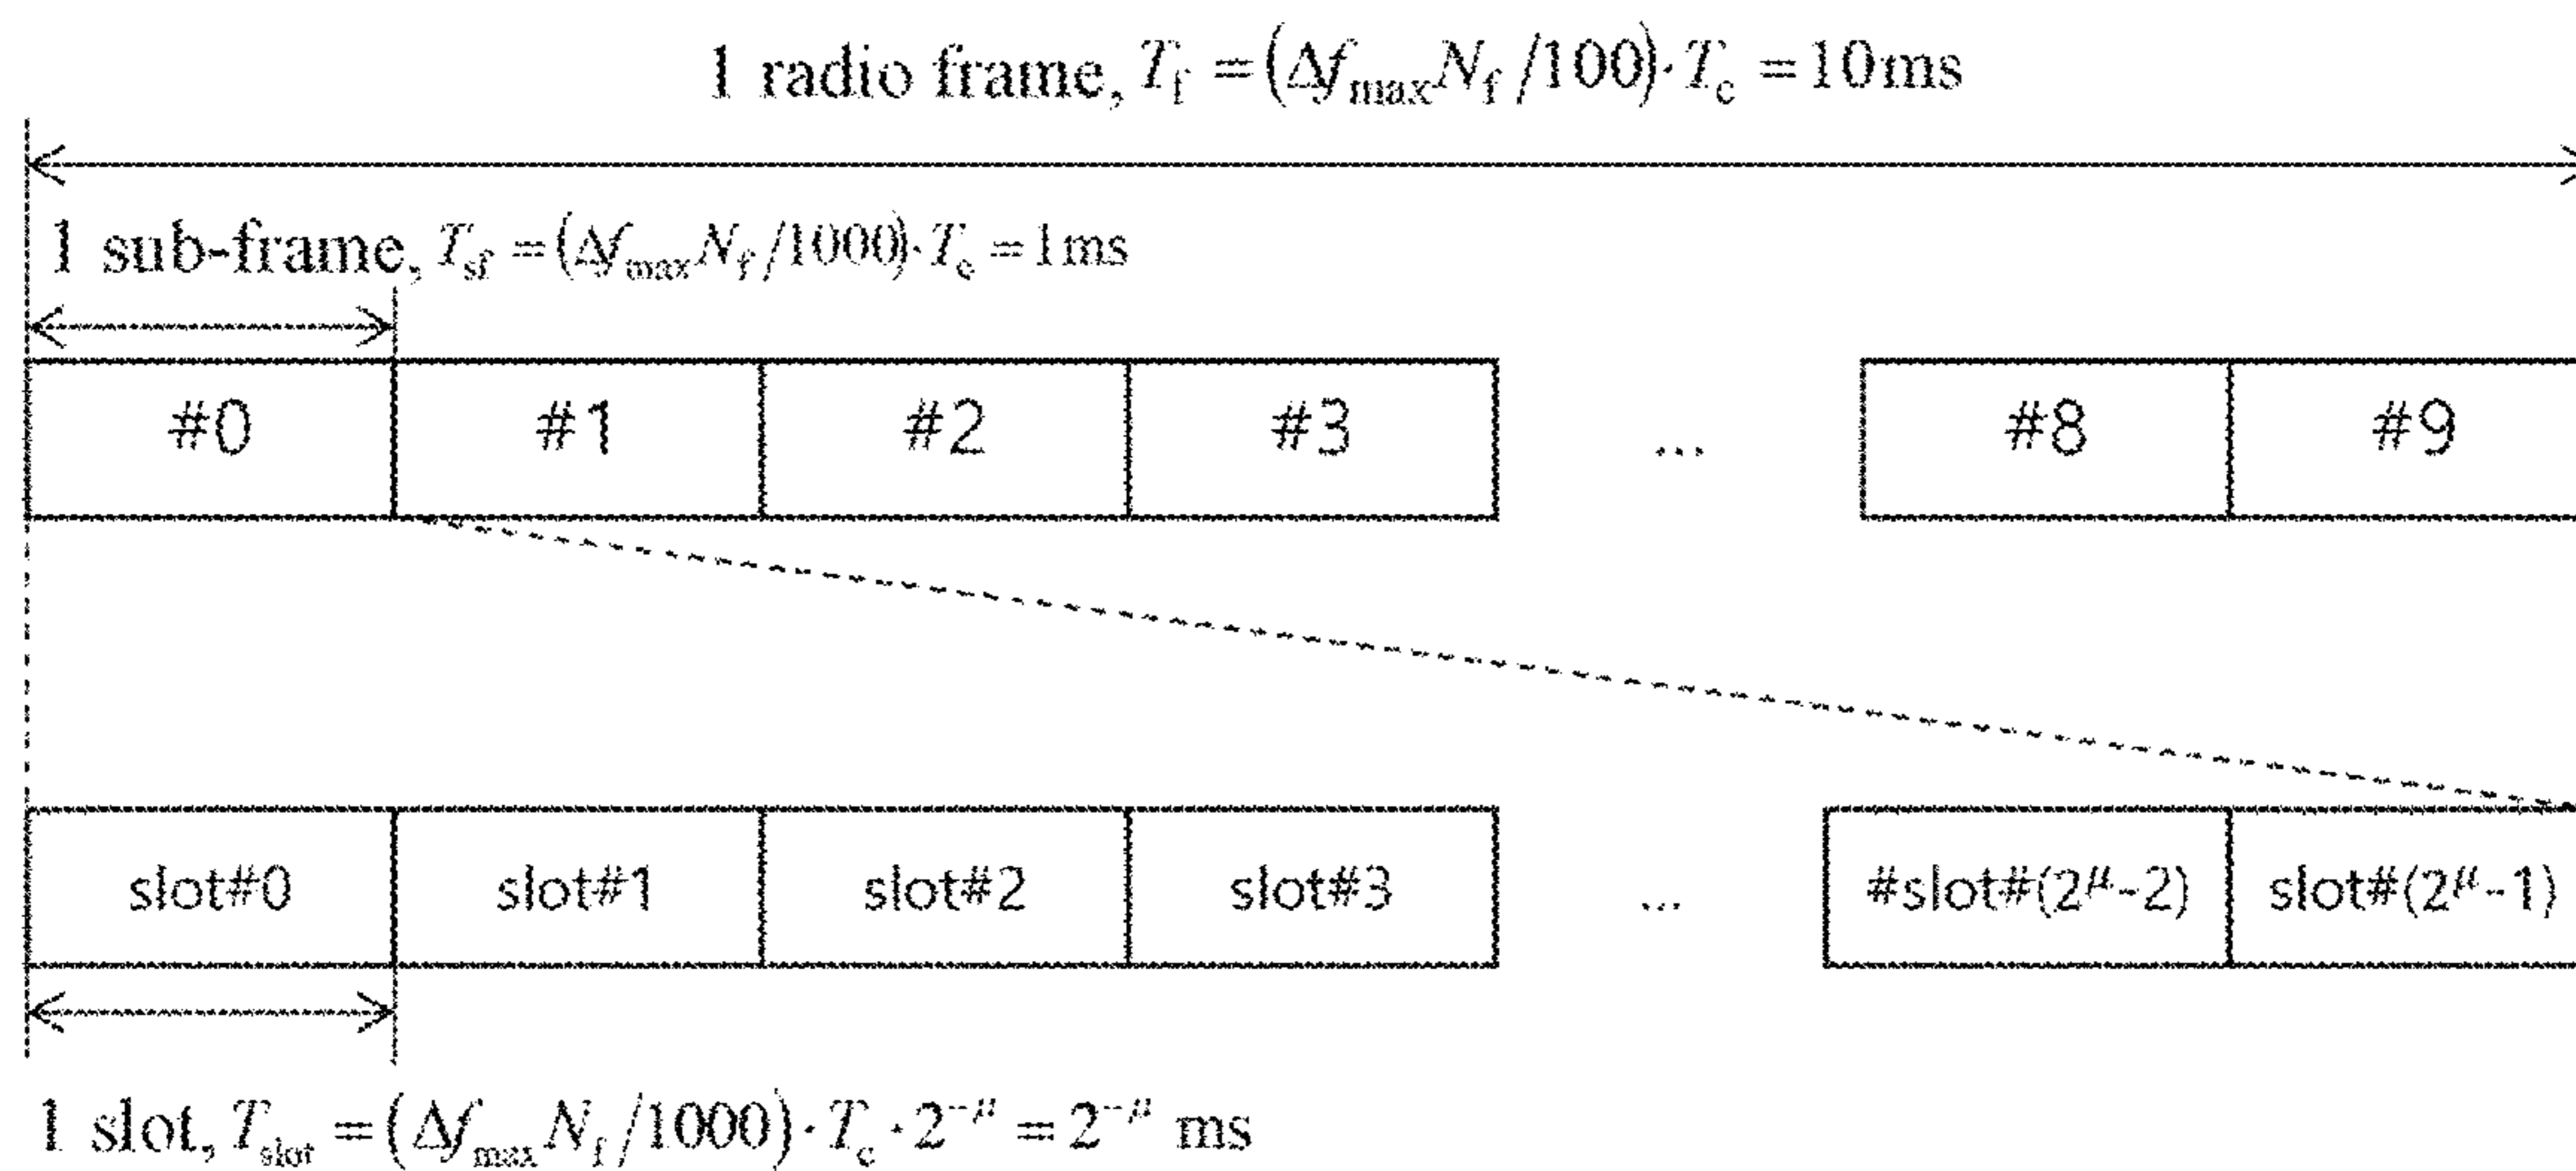 1 radio frame, T_f = (Δf_max N_f /100)·T_c = 10ms
1 sub-frame, T_sf = (Δf_max N_f /1000)·T_c = 1ms
#0 #1 #2 #3 ... #8 #9
slot#0 slot#1 slot#2 slot#3 ... #slot#(2^μ-2) slot#(2^μ-1)
1 slot, T_slot = (Δf_max N_f /1000)·T_c·2^-μ = 2^-μ ms